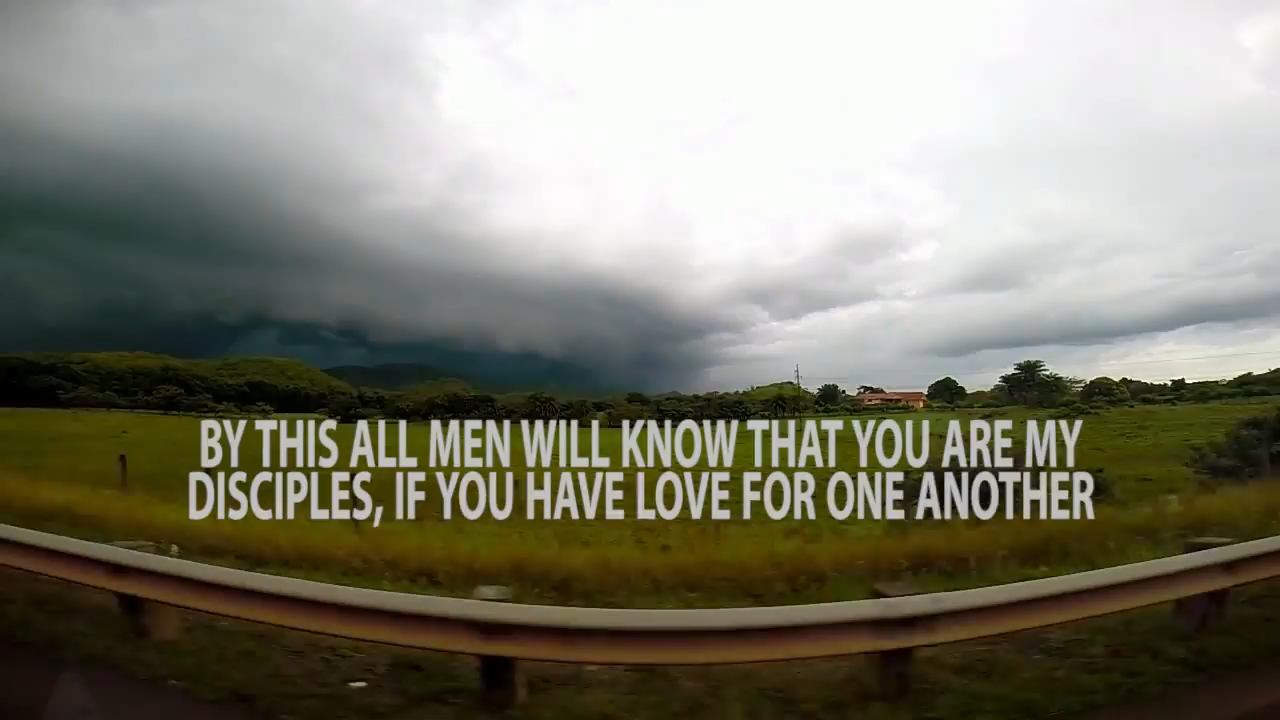 BY THIS ALL MEN WILL KNOW THAT YOU ARE MY
DISCIPLES, IF YOU HAVE LOVE FOR ONE ANOTHER